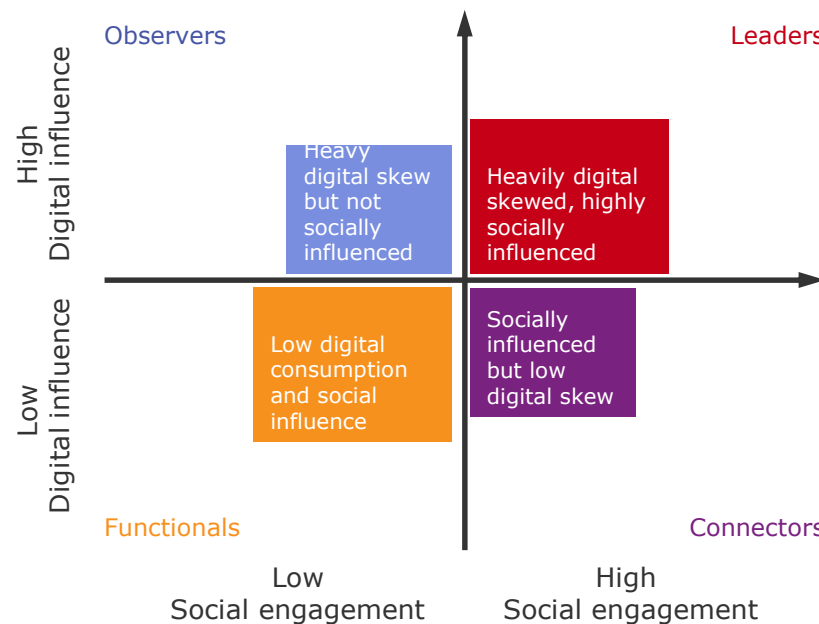 Observers
Leaders
High
Digital influence
Heavy
digital skew
but not
socially
influenced
Heavily digital
skewed, highly
socially
influenced
Low
Digital influence
Low digital
consumption
and social
influence
Socially
influenced
but low
digital skew
Functionals
Connectors
Low
Social engagement
High
Social engagement